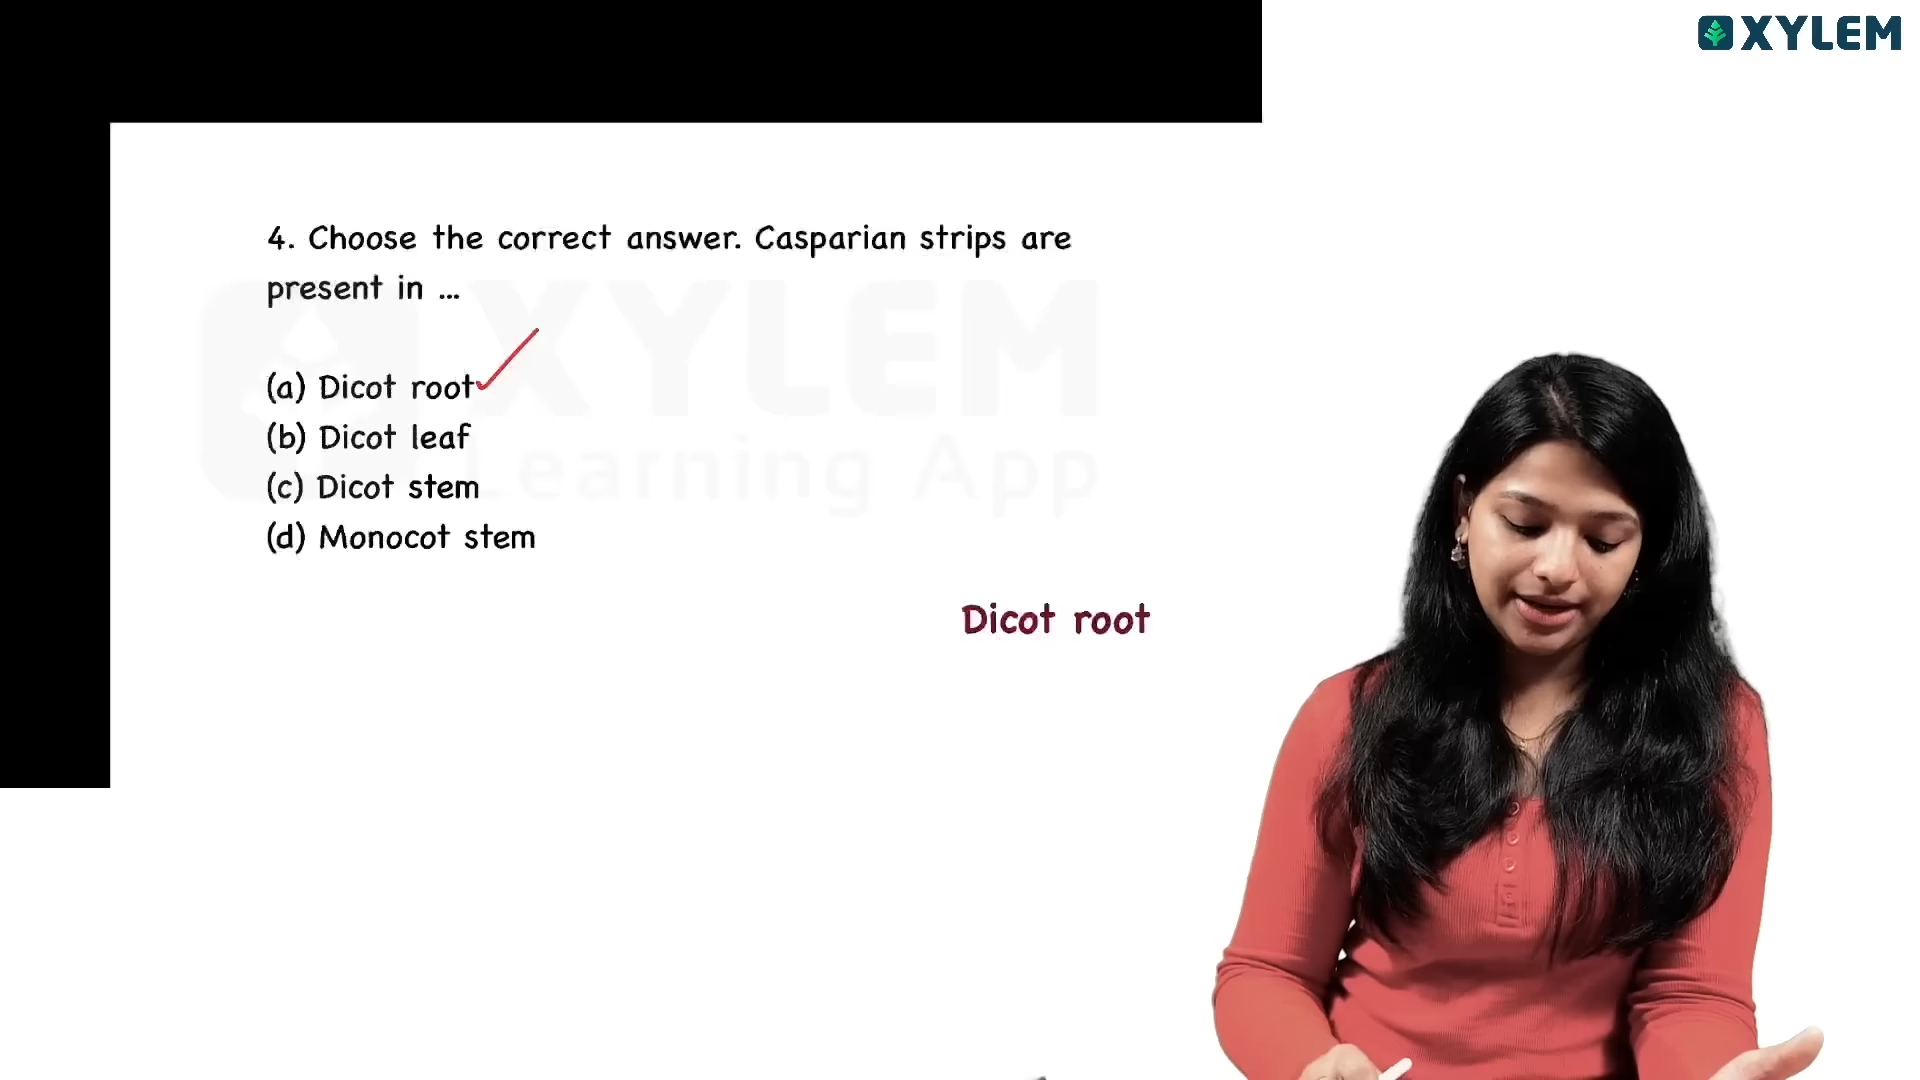 XYLEM
4. Choose the correct answer. Casparian strips are
present in ...
XYLEM
Learning App
(a) Dicot root
(b) Dicot leaf
(c) Dicot stem
(d) Monocot stem
Dicot root